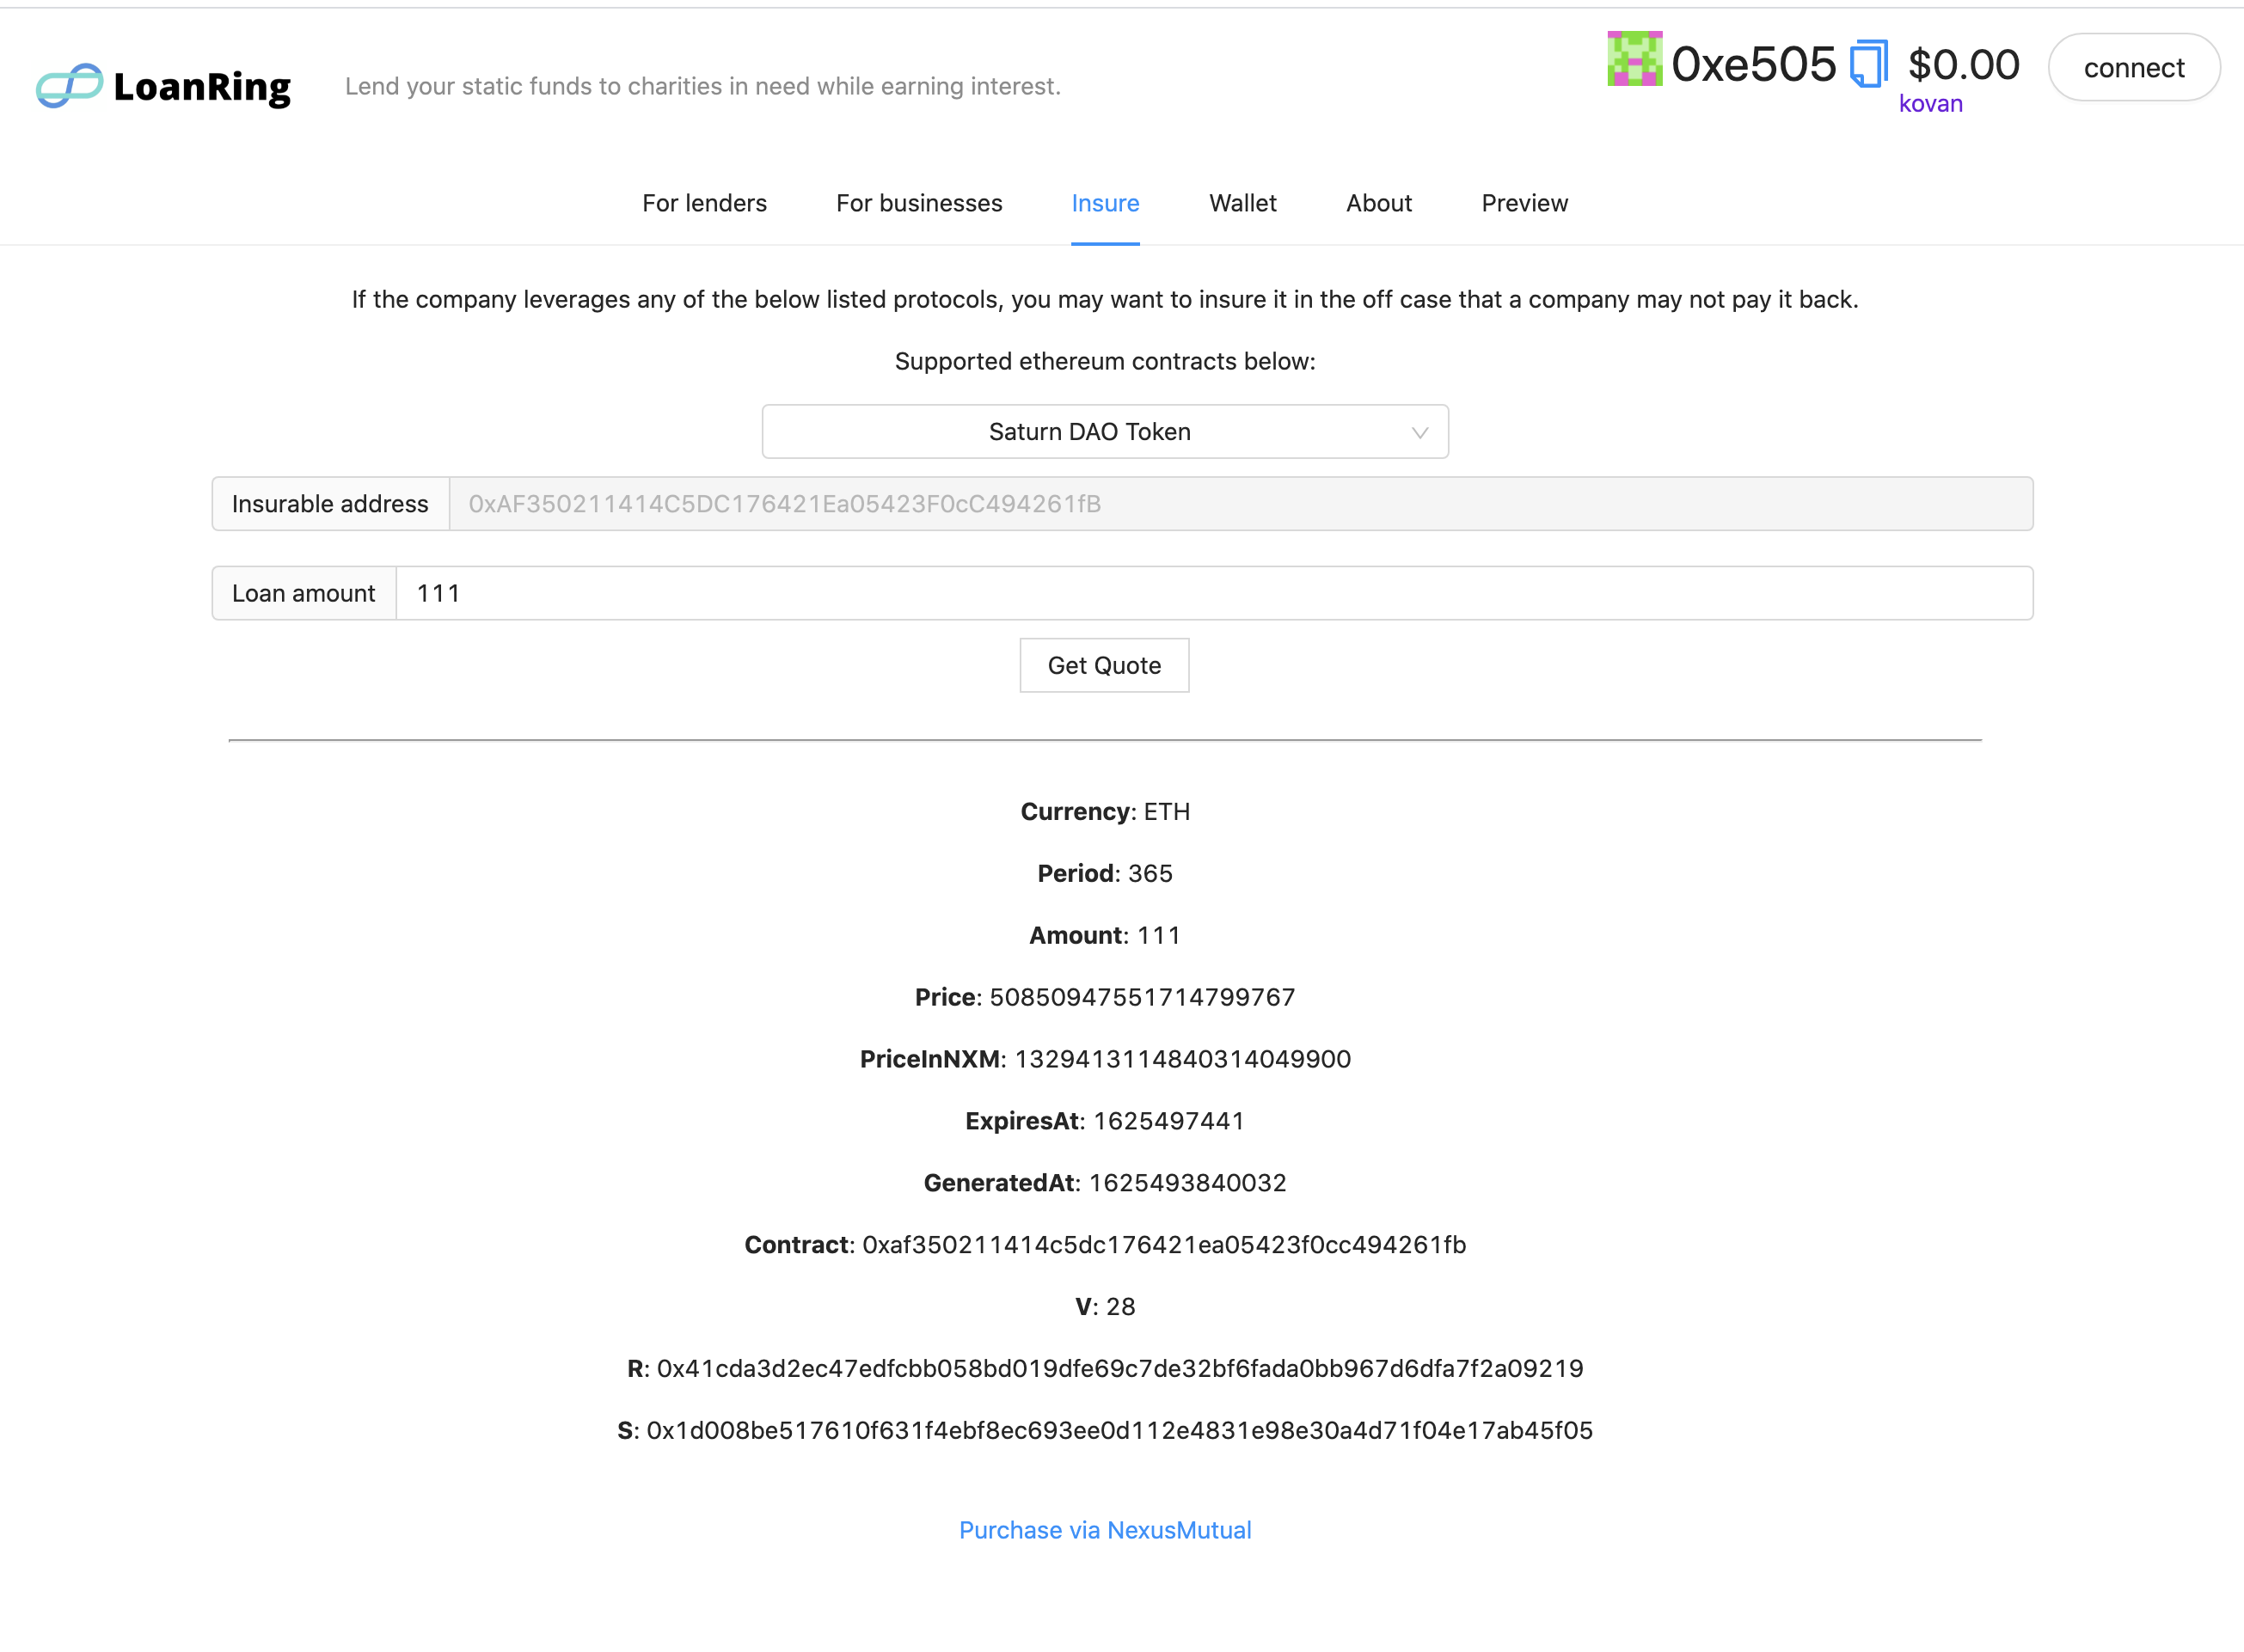 LoanRing
Lend your static funds to charities in need while earning interest.
0xe505 $0.00
kovan
connect
For lenders For businesses Insure Wallet About Preview
If the company leverages any of the below listed protocols, you may want to insure it in the off case that a company may not pay it back.
Supported ethereum contracts below:
Saturn DAO Token
Insurable address 0xAF350211414C5DC176421Ea05423F0cC494261fB
Loan amount 111
Get Quote
Currency: ETH
Period: 365
Amount: 111
Price: 50850947551714799767
PriceInNXM: 1329413114840314049900
ExpiresAt: 1625497441
GeneratedAt: 1625493840032
Contract: 0xaf350211414c5dc176421ea05423f0cc494261fb
V: 28
R: 0x41cda3d2ec47edfcbb058bd019dfe69c7de32bf6fada0bb967d6dfa7f2a09219
S: 0x1d008be517610f631f4ebf8ec693ee0d112e4831e98e30a4d71f04e17ab45f05
Purchase via NexusMutual